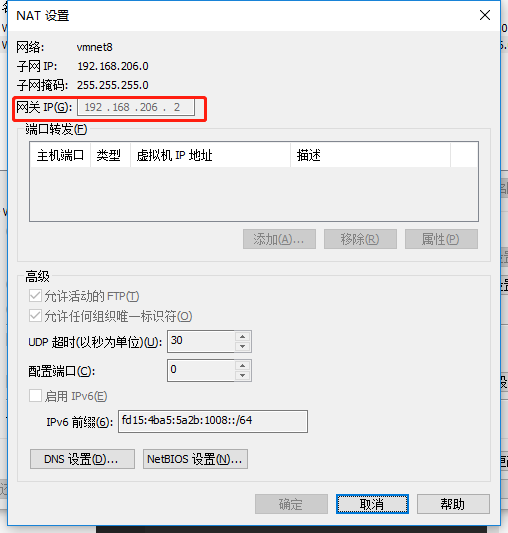 NAT 设置
网络: vmnet8
子网 IP: 192.168.206.0
子网掩码: 255.255.255.0
网关 IP(G): 192 . 168 . 206 . 2
端口转发(F)
主机端口 类型 虚拟机 IP 地址 描述
添加(A)... 移除(R) 属性(P)
高级
允许活动的 FTP(T)
允许任何组织唯一标识符(O)
UDP 超时(以秒为单位)(U): 30
配置端口(C): 0
启用 IPv6(E)
IPv6 前缀(6): fd15:4ba5:5a2b:1008::/64
DNS 设置(D)... NetBIOS 设置(N)...
确定 取消 帮助